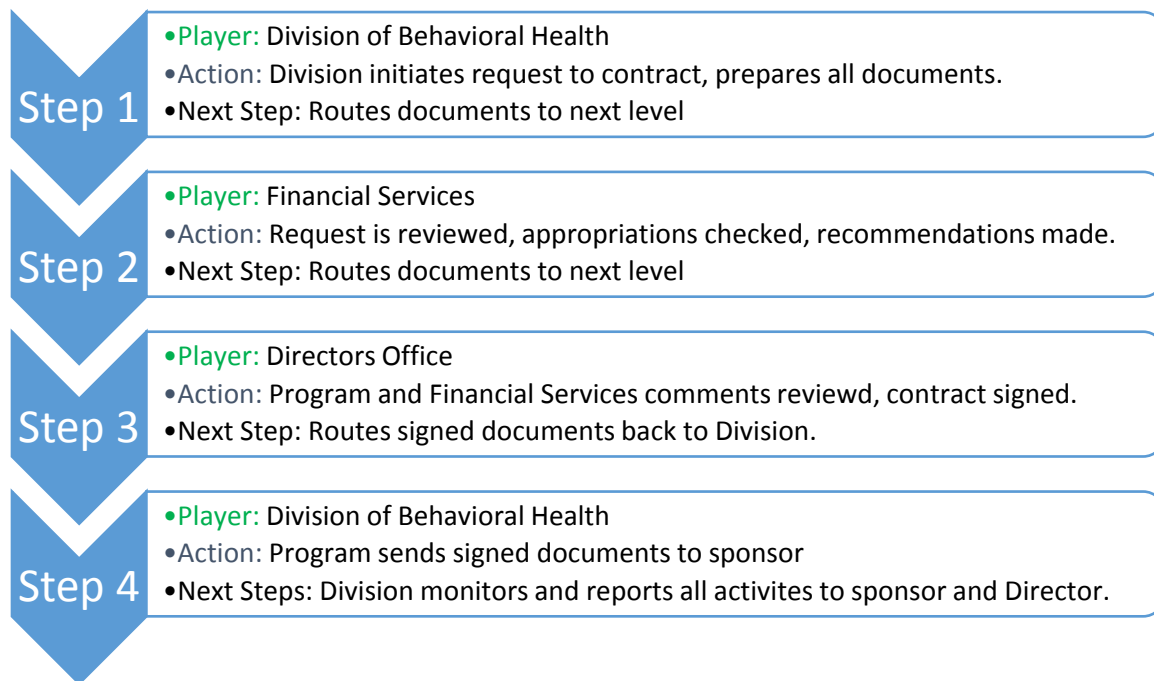 Step 1
•Player: Division of Behavioral Health
•Action: Division initiates request to contract, prepares all documents.
•Next Step: Routes documents to next level
Step 2
•Player: Financial Services
•Action: Request is reviewed, appropriations checked, recommendations made.
•Next Step: Routes documents to next level
Step 3
•Player: Directors Office
•Action: Program and Financial Services comments reviewd, contract signed.
•Next Step: Routes signed documents back to Division.
Step 4
•Player: Division of Behavioral Health
•Action: Program sends signed documents to sponsor
•Next Steps: Division monitors and reports all activites to sponsor and Director.